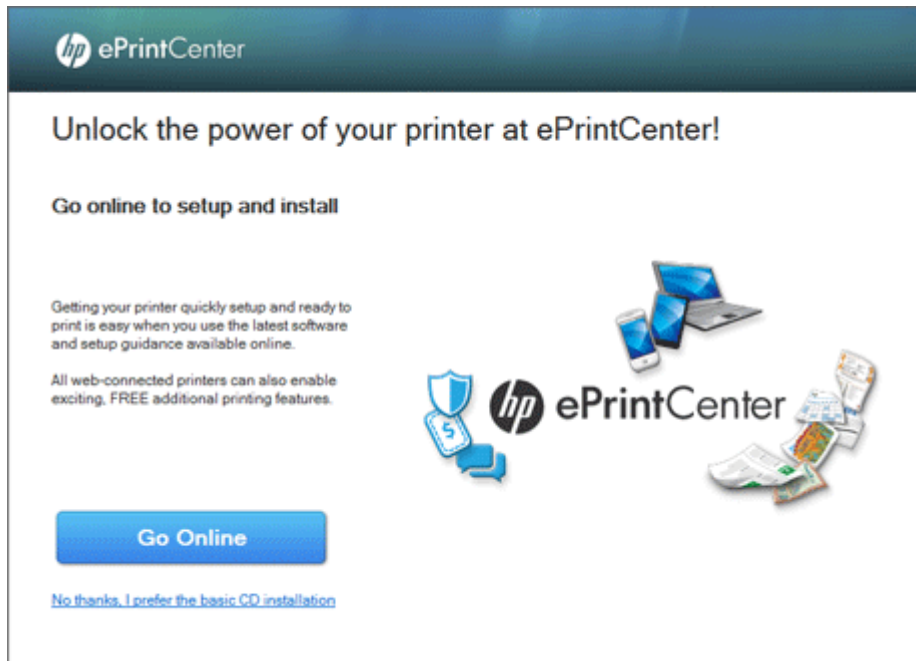 hp ePrintCenter
Unlock the power of your printer at ePrintCenter!
Go online to setup and install
Getting your printer quickly setup and ready to
print is easy when you use the latest software
and setup guidance available online.
All web-connected printers can also enable
exciting, FREE additional printing features.
hp ePrintCenter
$
Go Online
No thanks, I prefer the basic CD installation